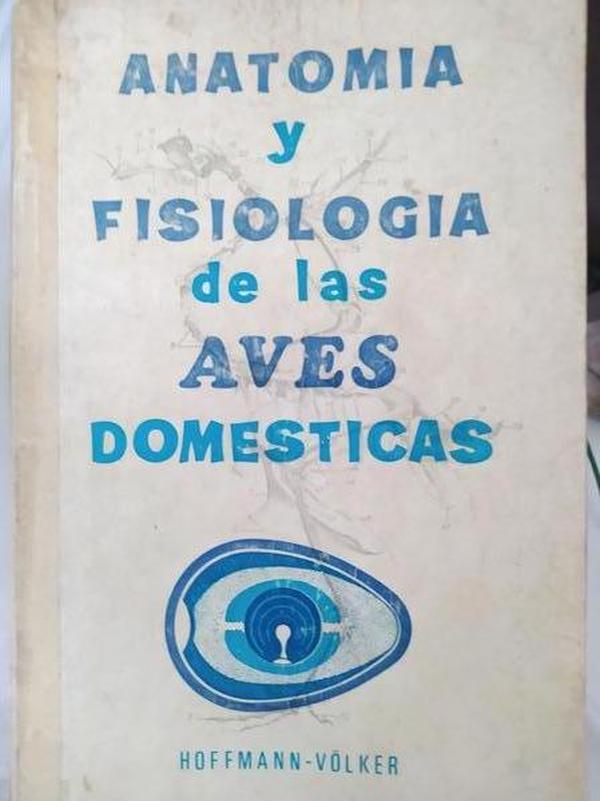 ANATOMIA
y
FISIOLOGIA
de las
AVES
DOMESTICAS
HOFFMANN-VÖLKER